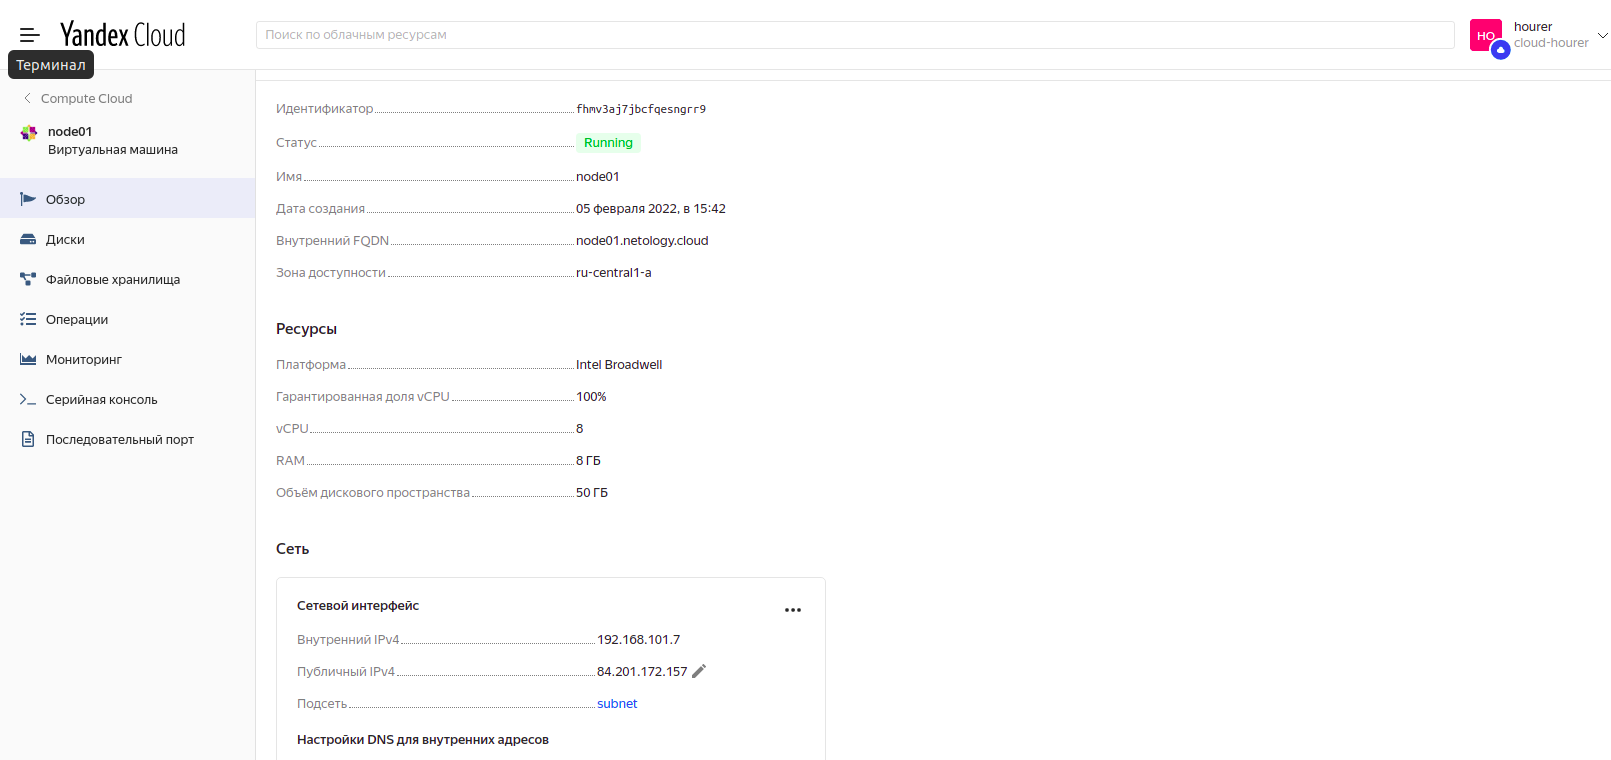 Yandex Cloud
Поиск по облачным ресурсам
HO
hourer
cloud-hourer
Терминал
Compute Cloud
node01
Виртуальная машина
Обзор
Диски
Файловые хранилища
Операции
Мониторинг
Серийная консоль
Последовательный порт
Идентификатор fhmv3aj7jbcfqesngrr9
Статус Running
Имя node01
Дата создания 05 февраля 2022, в 15:42
Внутренний FQDN node01.netology.cloud
Зона доступности ru-central1-a
Ресурсы
Платформа Intel Broadwell
Гарантированная доля vCPU 100%
vCPU 8
RAM 8 ГБ
Объём дискового пространства 50 ГБ
Сеть
Сетевой интерфейс
Внутренний IPv4 192.168.101.7
Публичный IPv4 84.201.172.157
Подсеть subnet
Настройки DNS для внутренних адресов